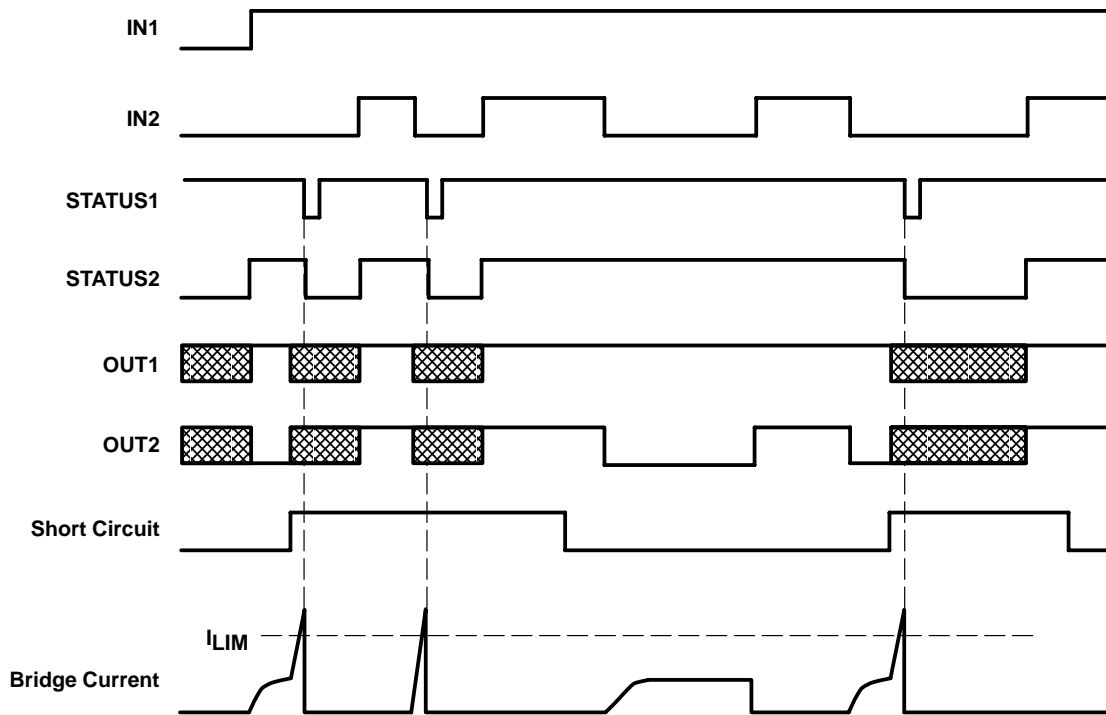 IN1
IN2
STATUS1
STATUS2
OUT1
OUT2
Short Circuit
ILIM
Bridge Current